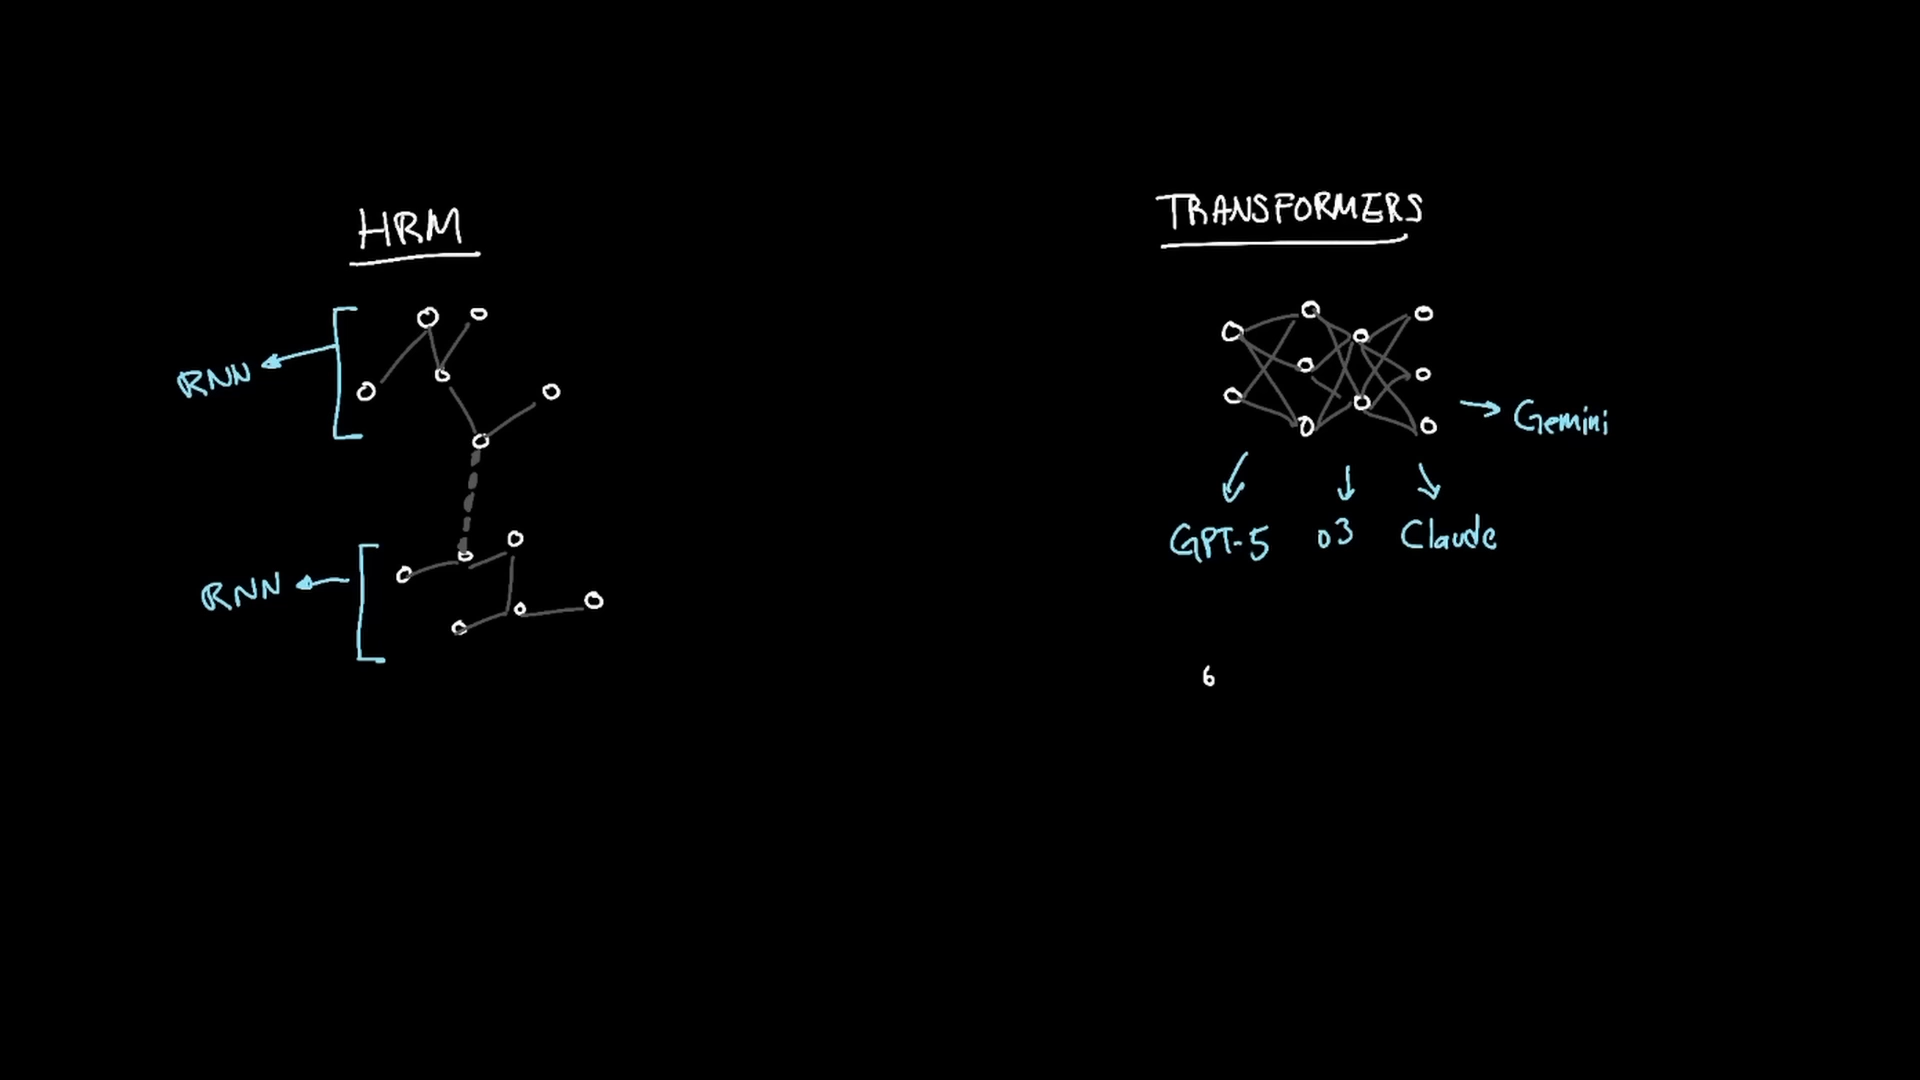 HRM
RNN
RNN
TRANSFORMERS
Gemini
GPT-5 o3 Claude
6